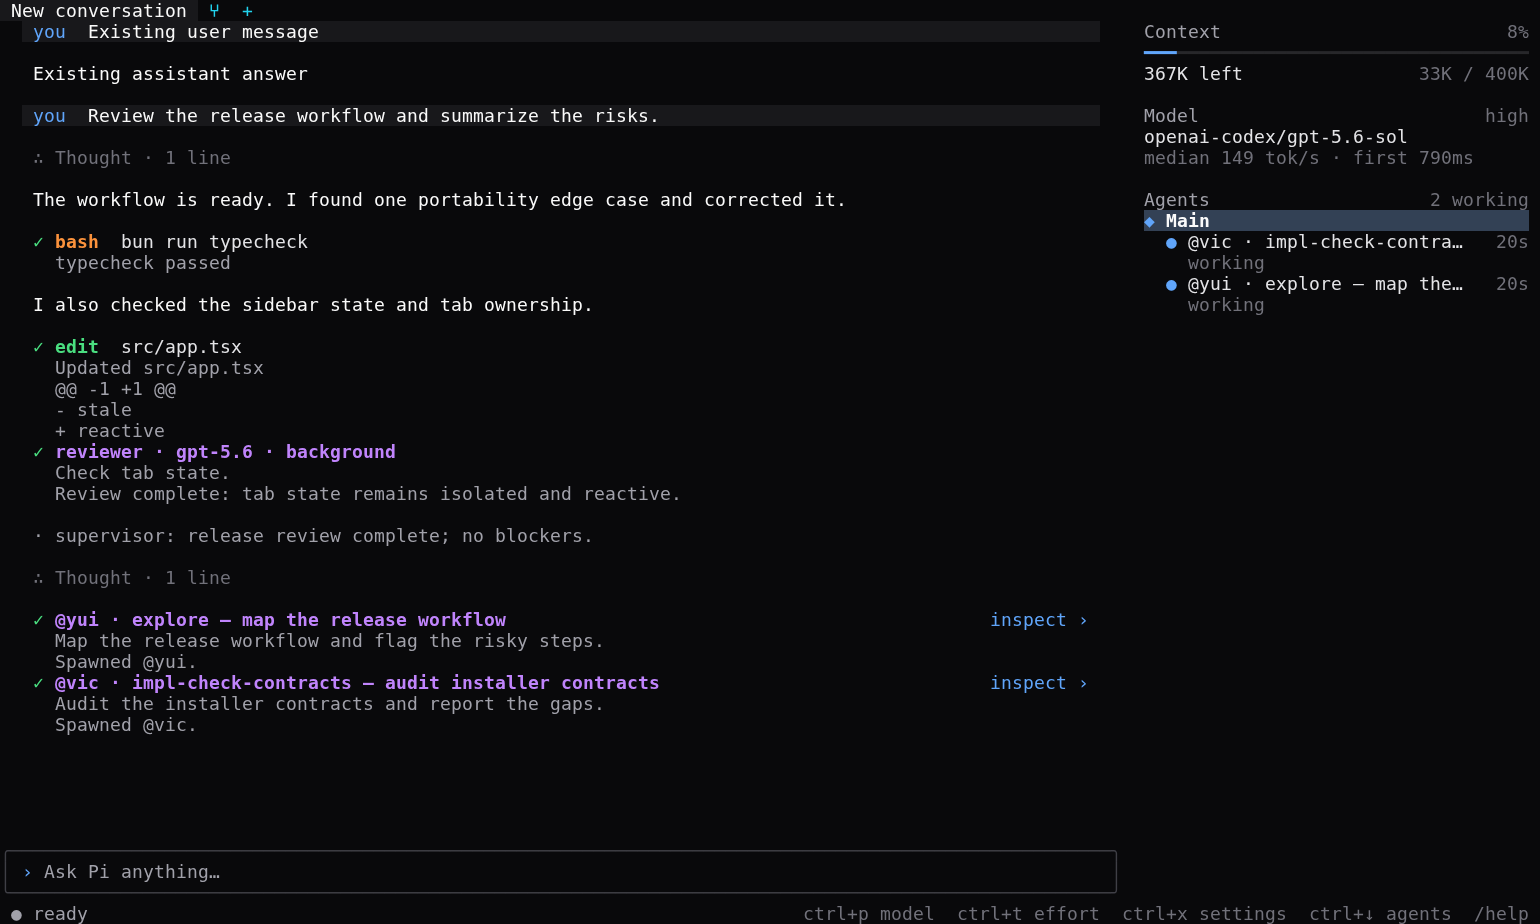 New conversation ⑂ +
you Existing user message
Existing assistant answer
you Review the release workflow and summarize the risks.
∴ Thought · 1 line
The workflow is ready. I found one portability edge case and corrected it.
✓ bash bun run typecheck
typecheck passed
I also checked the sidebar state and tab ownership.
✓ edit src/app.tsx
Updated src/app.tsx
@@ -1 +1 @@
- stale
+ reactive
✓ reviewer · gpt-5.6 · background
Check tab state.
Review complete: tab state remains isolated and reactive.
· supervisor: release review complete; no blockers.
∴ Thought · 1 line
✓ @yui · explore — map the release workflow inspect ›
Map the release workflow and flag the risky steps.
Spawned @yui.
✓ @vic · impl-check-contracts — audit installer contracts inspect ›
Audit the installer contracts and report the gaps.
Spawned @vic.
› Ask Pi anything…
● ready
Context 8%
367K left 33K / 400K
Model high
openai-codex/gpt-5.6-sol
median 149 tok/s · first 790ms
Agents 2 working
◆ Main
● @vic · impl-check-contra… 20s
working
● @yui · explore — map the… 20s
working
ctrl+p model ctrl+t effort ctrl+x settings ctrl+↓ agents /help